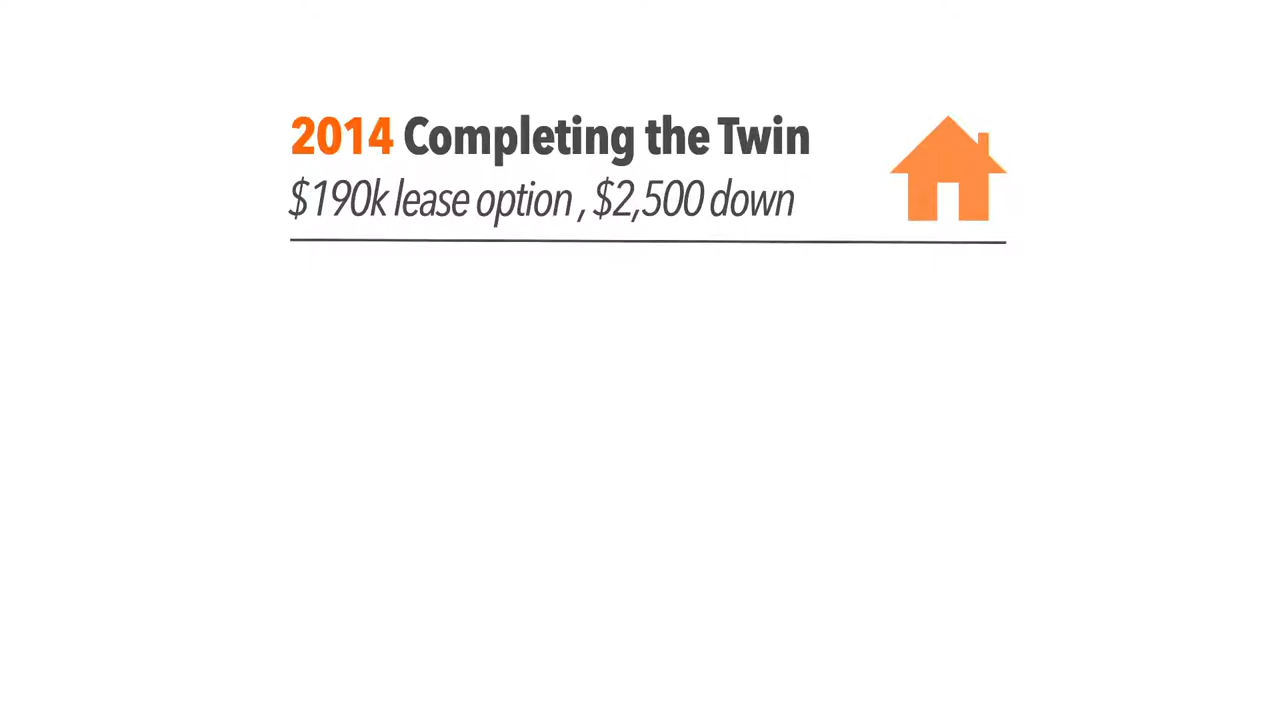 2014 Completing the Twin
$190k lease option , $2,500 down